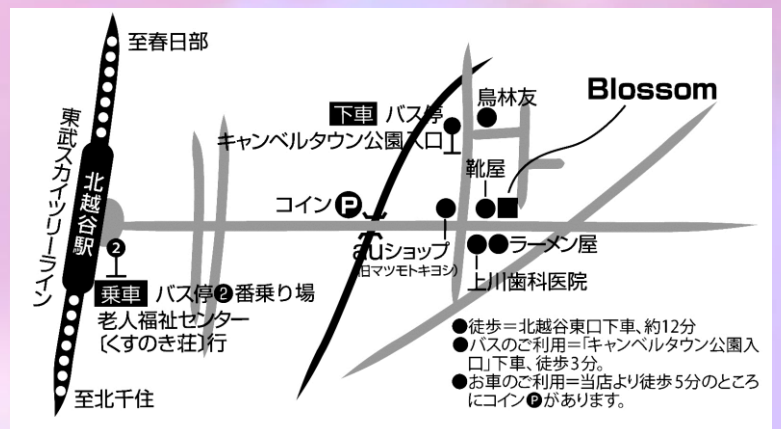 至春日部
東武スカイツリーライン
北越谷駅
❷
乗車 バス停❷番乗り場
老人福祉センター
〔くすのき荘〕行
至北千住
下車 バス停
キャンベルタウン公園入口
鳥林友
Blossom
靴屋
コインⓅ
auショップ
(旧マツモトキヨシ)
ラーメン屋
上川歯科医院
●徒歩=北越谷東口下車、約12分
●バスのご利用=「キャンベルタウン公園入
口」下車、徒歩3分。
●お車のご利用=当店より徒歩5分のところ
にコインⓅがあります。